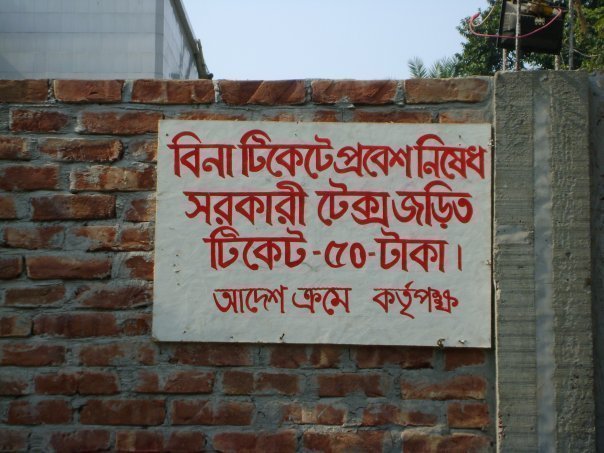 বিনা টিকেটে প্রবেশ নিষেধ
সরকারী টেক্স জড়িত
টিকেট -৫০- টাকা।
আদেশ ক্রমে কর্তৃপক্ষ